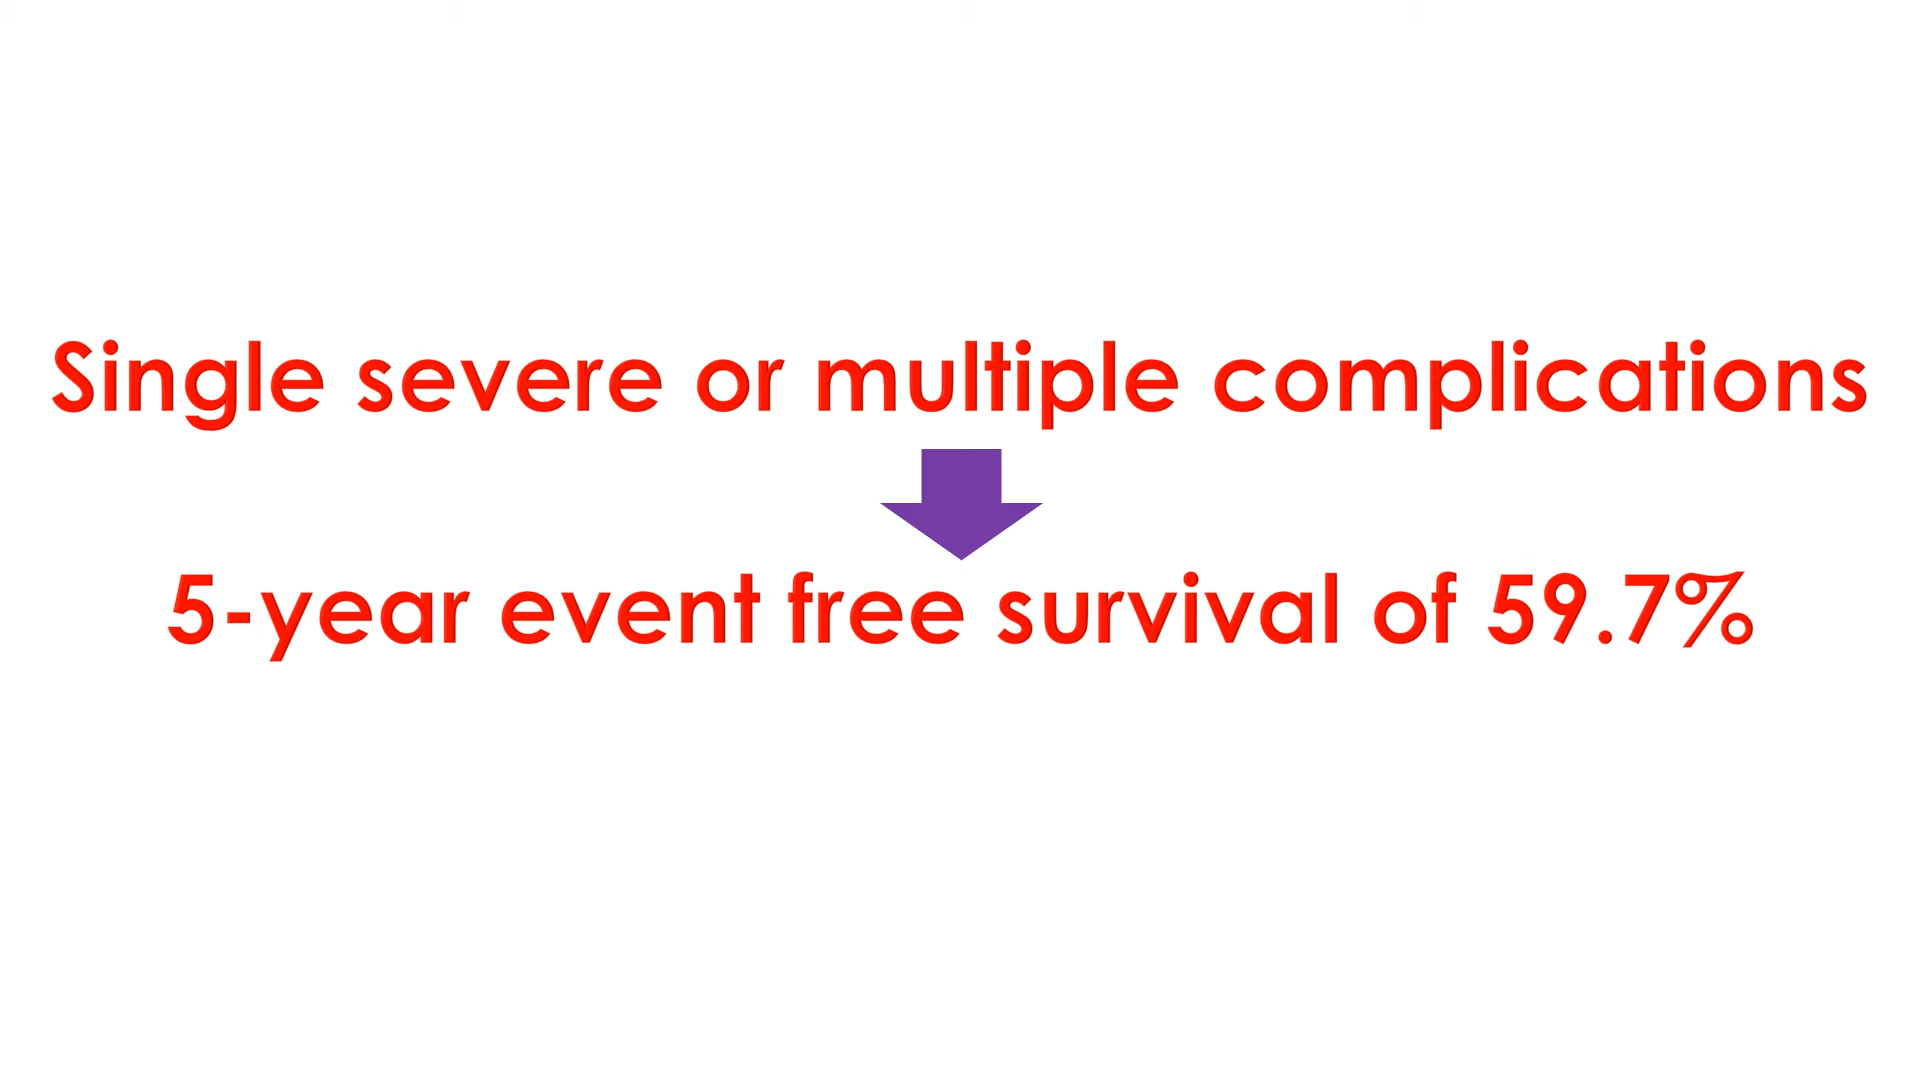 Single severe or multiple complications
5-year event free survival of 59.7%